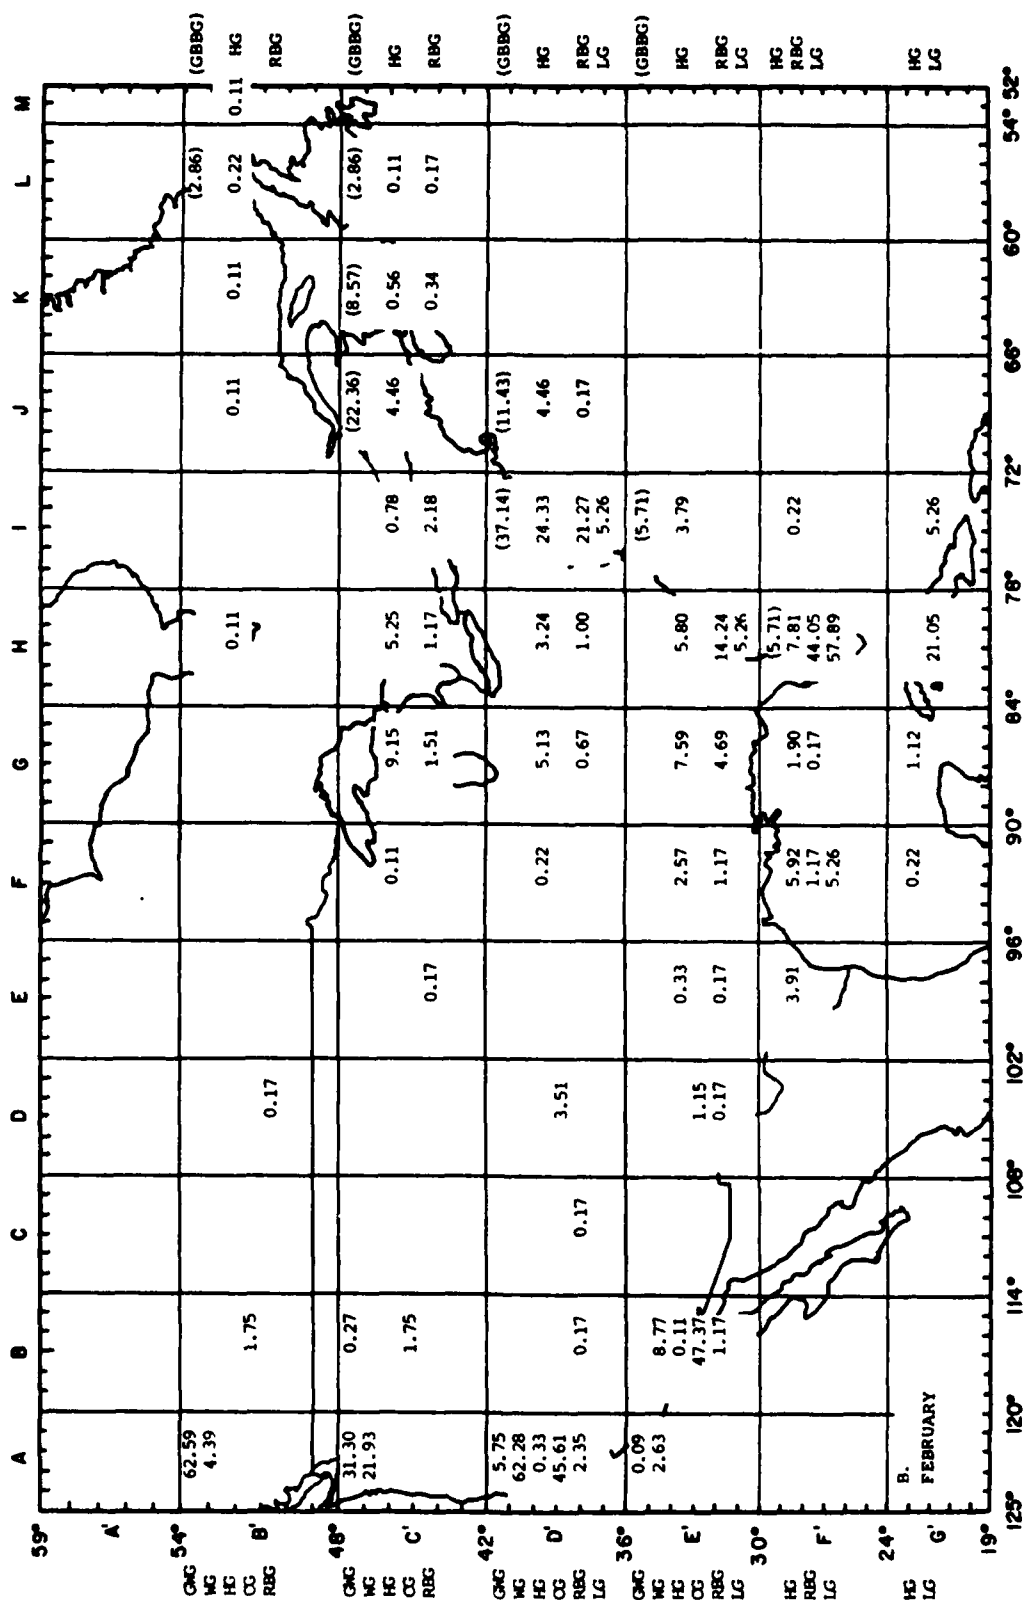 A B C D E F G H I J K L M
59°
A'
54°
GWG 62.59 (2.86) (GBBG)
WG 4.39
HG 0.11 0.11 0.11 0.22 0.11 HG
CG 1.75
B'
RBG 0.17 RBG
48°
GWG 31.30 0.27 (22.36) (8.57) (2.86) (GBBG)
WG 21.93
HG 0.11 9.15 5.25 0.78 4.46 0.56 0.11 HG
C'
CG 1.75
RBG 0.17 1.51 1.17 2.18 0.34 0.17 RBG
42°
GWG 5.75 (37.14) (11.43) (GBBG)
WG 62.28
HG 0.33 0.22 5.13 3.24 24.33 4.46 HG
D'
CG 45.61 3.51
RBG 2.35 0.17 0.17 0.67 1.00 21.27 0.17 RBG
LG 5.26 LG
36°
GWG 0.09 (5.71) (GBBG)
WG 2.63 8.77
HG 0.11 0.33 2.57 7.59 5.80 3.79 HG
E'
CG 47.37 1.15
RBG 1.17 0.17 0.17 1.17 4.69 14.24 RBG
LG 5.26 LG
30°
(5.71)
HG 3.91 5.92 1.90 7.81 0.22 HG
RBG 1.17 0.17 44.05 RBG
F'
LG 5.26 57.89 LG
24°
B.
HG 0.22 1.12 HG
FEBRUARY
LG 21.05 5.26 LG
G'
19°
125° 120° 114° 108° 102° 96° 90° 84° 78° 72° 66° 60° 54° 52°